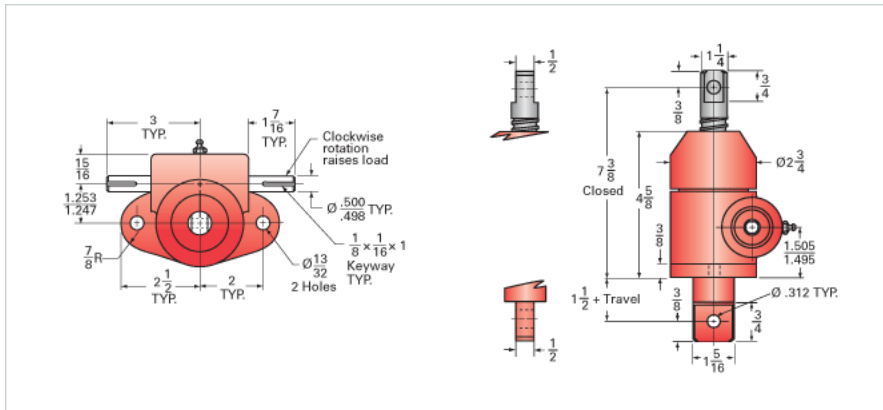 3
TYP.
1 7/16
TYP.
Clockwise
rotation
raises load
15/16
1.253
1.247
Ø .500
.498 TYP.
7/8 R
2 1/2
TYP.
2
TYP.
Ø 13/32
2 Holes
1/8 × 1/16 × 1
Keyway
TYP.
1/2
1/2
1 1/4
3/4
3/8
7 3/8
Closed
4 5/8
Ø2 3/4
3/8
1.505
1.495
1 1/2 + Travel
3/8
Ø .312 TYP.
3/4
1 5/16